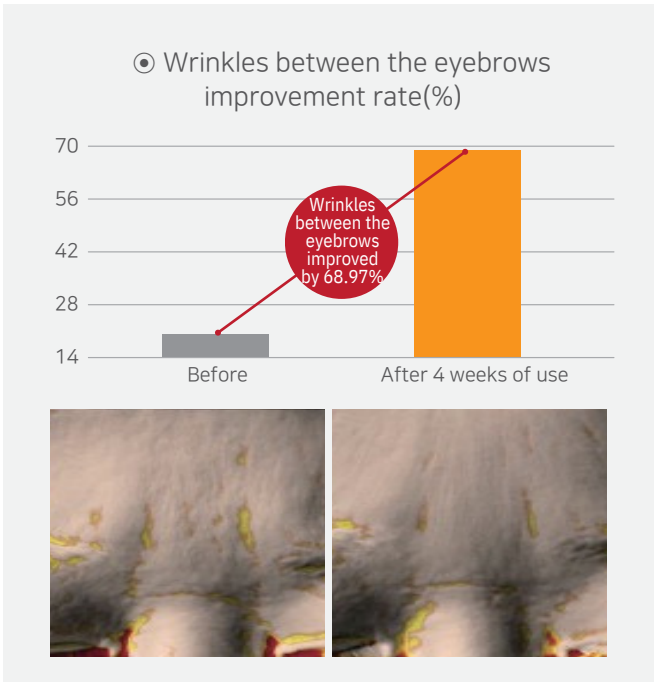 ⦿ Wrinkles between the eyebrows
improvement rate(%)
70
56
42
28
14
Wrinkles
between the
eyebrows
improved
by 68.97%
Before
After 4 weeks of use